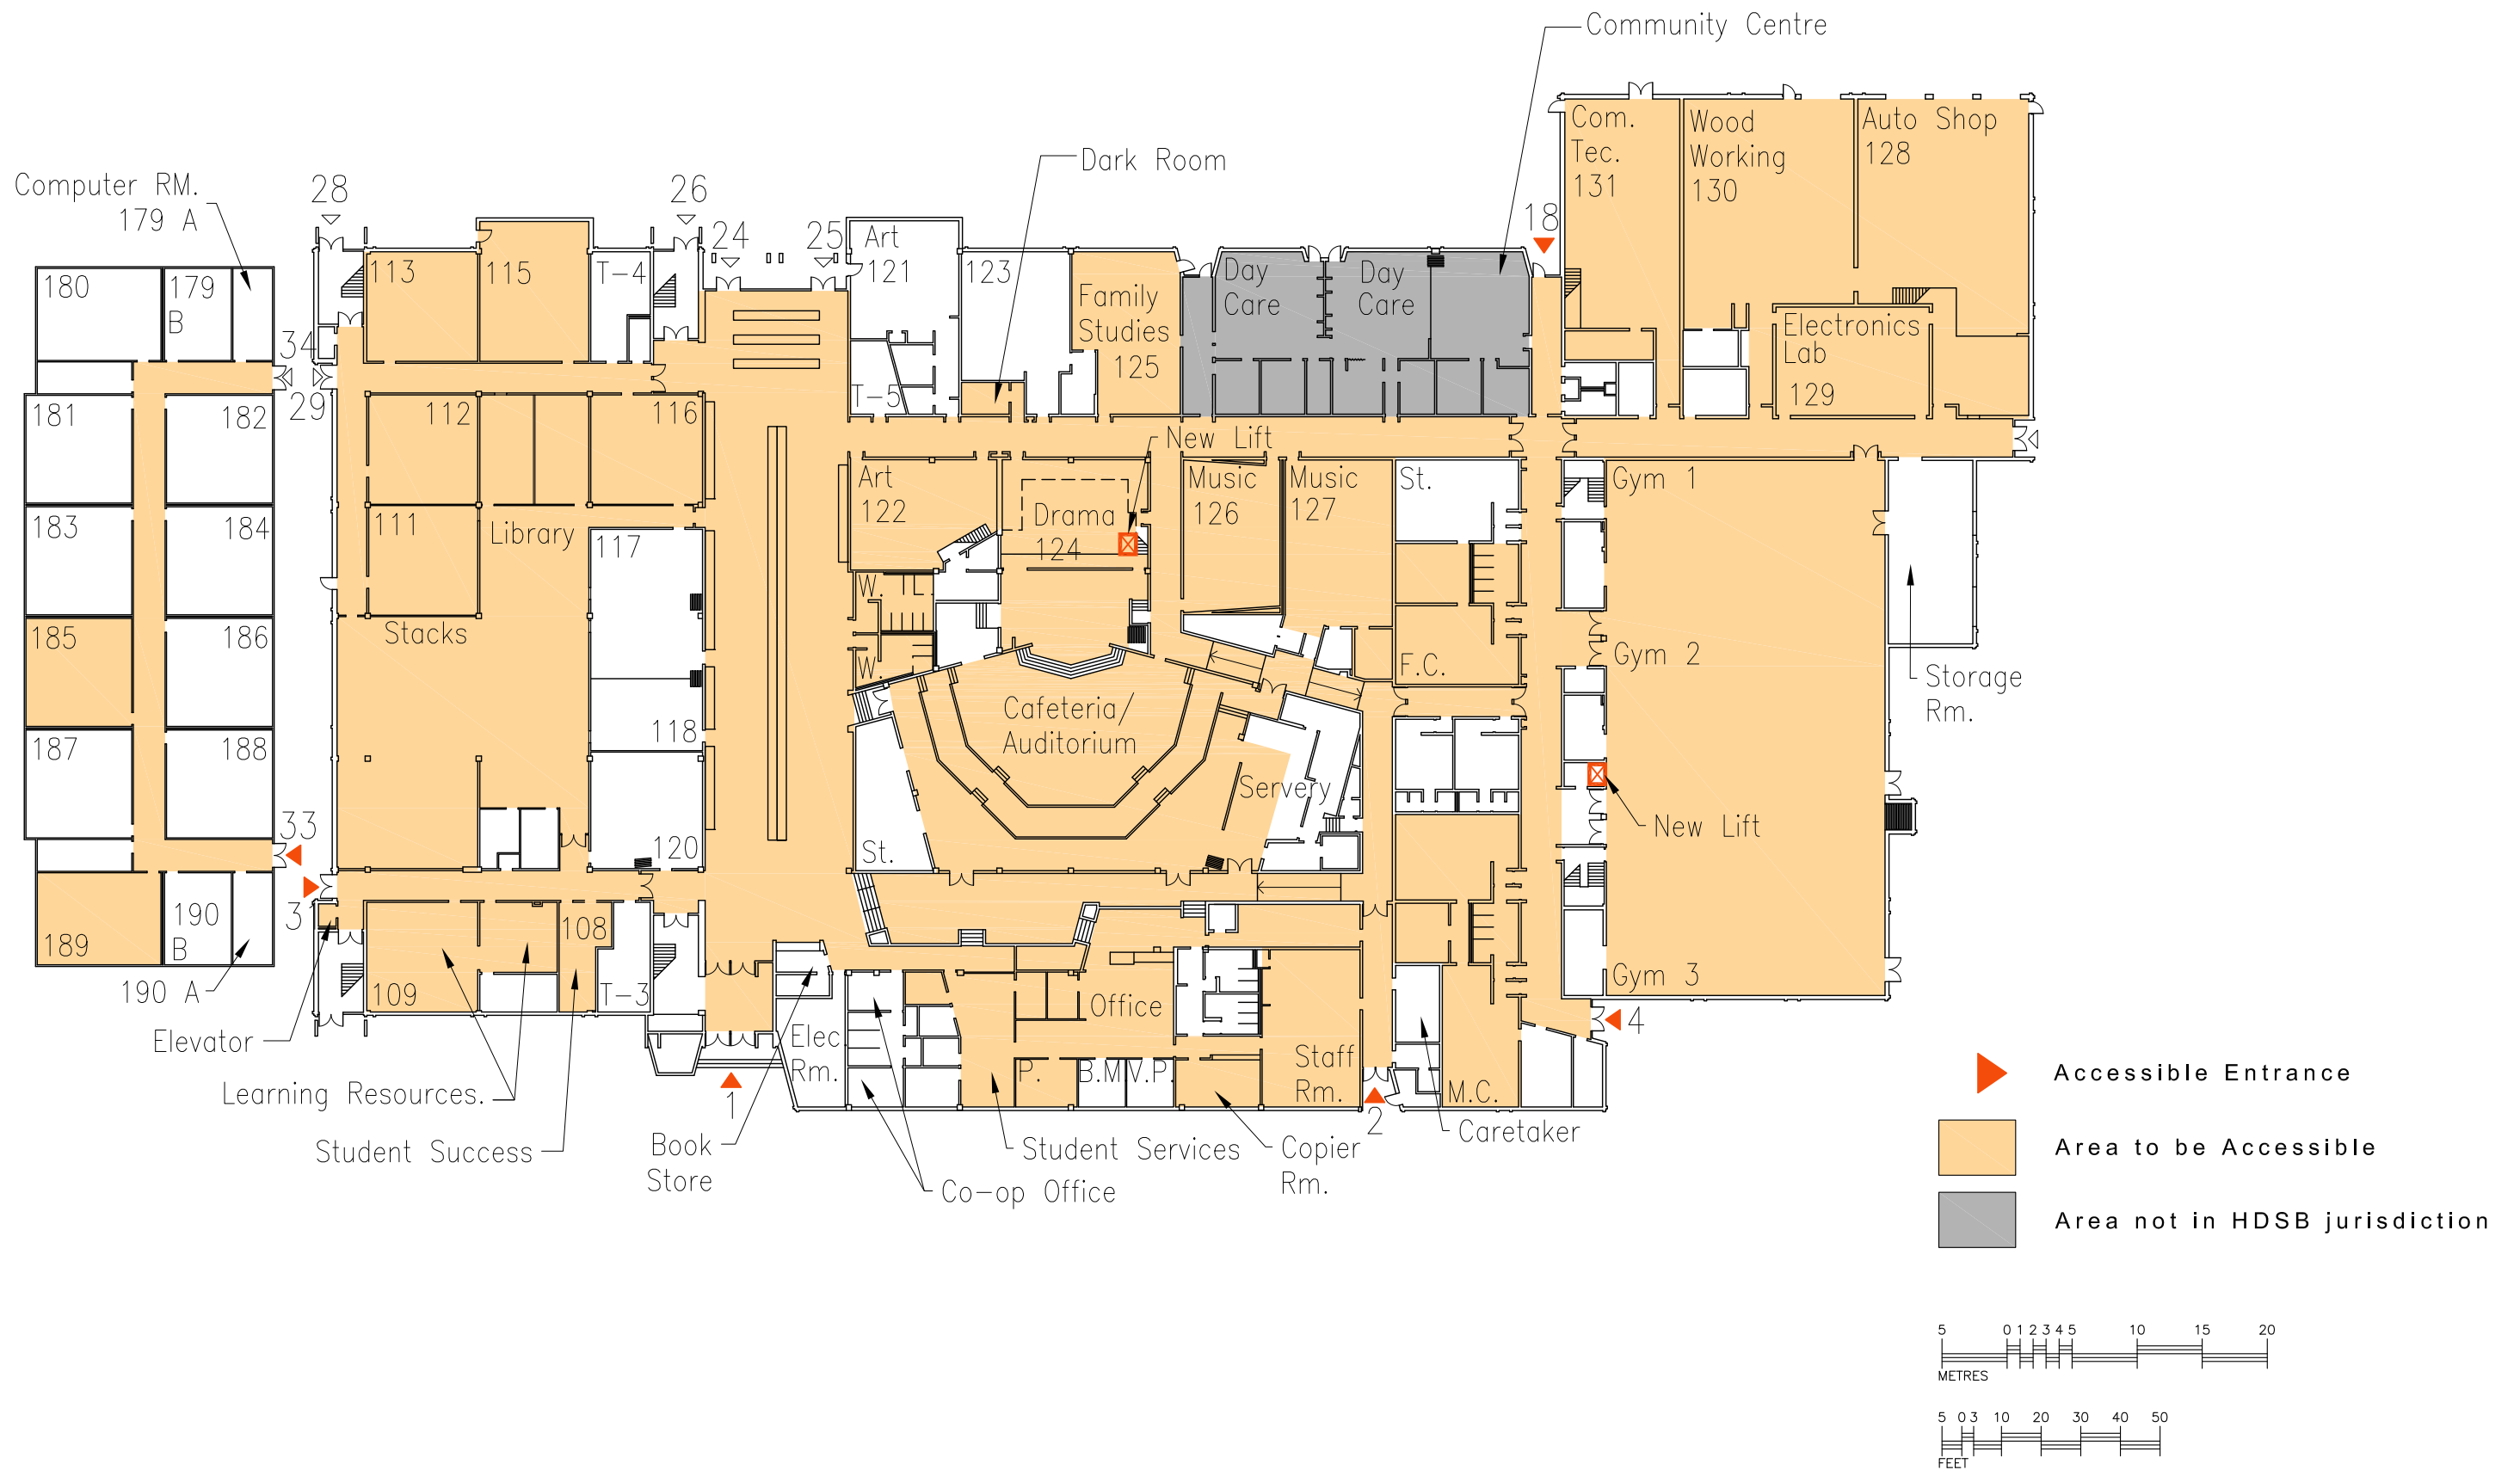 Community Centre
Dark Room
Computer RM.
179 A
28
26
24
25
18
Com.
Tec.
131
Wood
Working
130
Auto Shop
128
180
179
B
34
29
113
115
T-4
Art
121
123
T-5
Family
Studies
125
Day
Care
Day
Care
Electronics
Lab
129
181
182
112
116
New Lift
Art
122
Drama
124
Music
126
Music
127
St.
Gym 1
183
184
111
Library
117
Stacks
W.
W.
185
186
F.C.
Gym 2
Storage
Rm.
187
188
118
Cafeteria/
Auditorium
Servery
New Lift
33
31
120
St.
189
190
B
190 A
109
108
T-3
Elevator
Learning Resources.
Student Success
1
Book
Store
Elec.
Rm.
Office
P.
B.M
V.P.
Staff
Rm.
M.C.
Gym 3
4
2
Caretaker
Student Services
Copier
Rm.
Co-op Office
Accessible Entrance
Area to be Accessible
Area not in HDSB jurisdiction
5 0 1 2 3 4 5 10 15 20
METRES
5 0 3 10 20 30 40 50
FEET